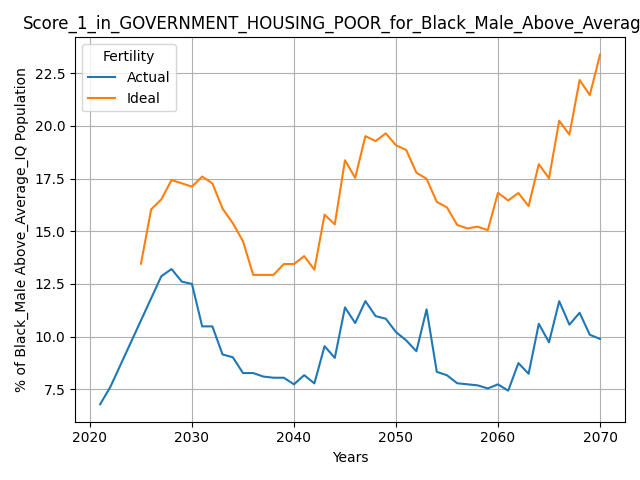 Score_1_in_GOVERNMENT_HOUSING_POOR_for_Black_Male_Above_Averag
Fertility
Actual
Ideal
% of Black_Male Above_Average_IQ Population
22.5
20.0
17.5
15.0
12.5
10.0
7.5
2020 2030 2040 2050 2060 2070
Years